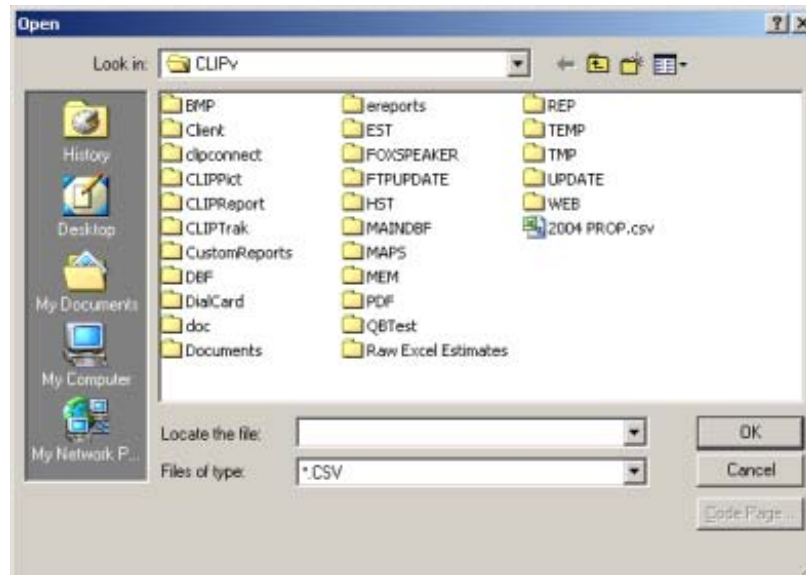 Open
Look in: CLIPv
History
Desktop
My Documents
My Computer
My Network P...
BMP
Client
clipconnect
CLIPPict
CLIPReport
CLIPTrak
CustomReports
DBF
DialCard
doc
Documents
ereports
EST
FOXSPEAKER
FTPUPDATE
HST
MAINDBF
MAPS
MEM
PDF
QBTest
Raw Excel Estimates
REP
TEMP
TMP
UPDATE
WEB
2004 PROP.csv
Locate the file:
OK
Files of type: *.CSV
Cancel
Code Page...